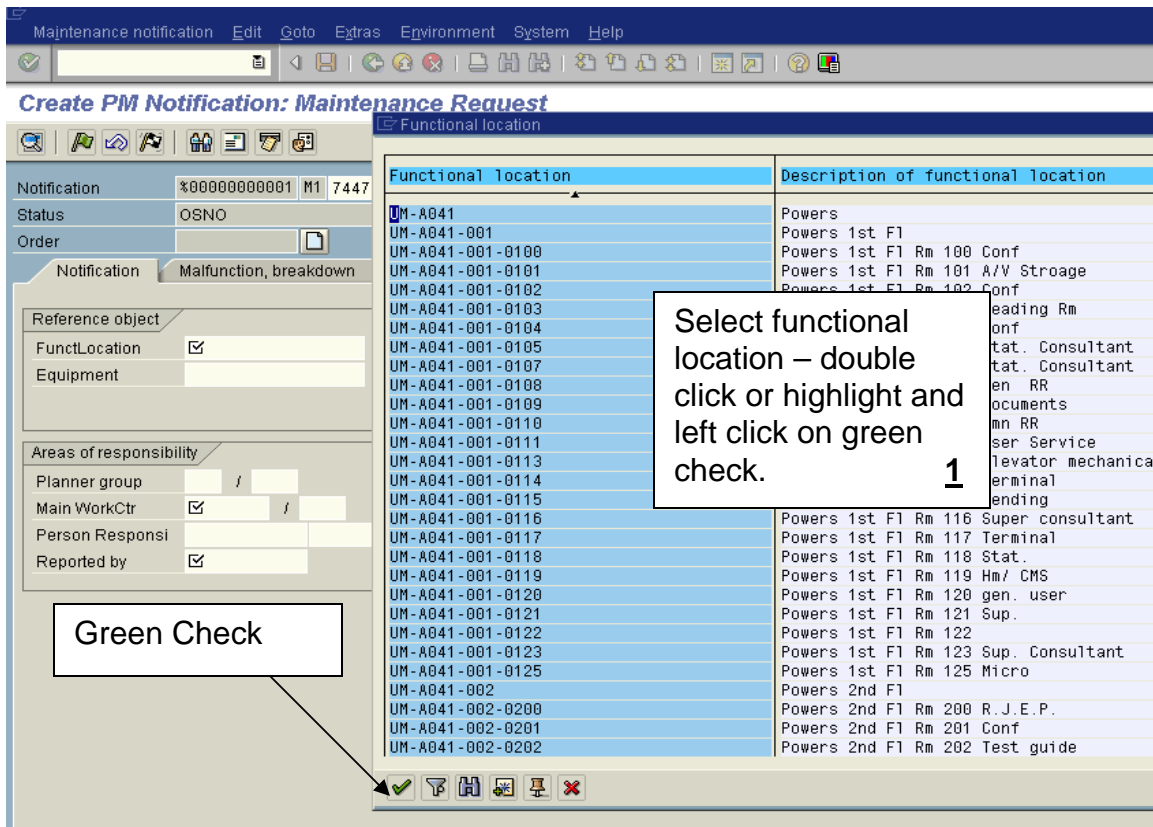 Maintenance notification Edit Goto Extras Environment System Help
Create PM Notification: Maintenance Request
Functional location
Notification %00000000001 M1 7447
Status OSNO
Order
Notification Malfunction, breakdown
Reference object
FunctLocation
Equipment
Areas of responsibility
Planner group /
Main WorkCtr /
Person Responsi
Reported by
Green Check
Functional location Description of functional location
UM-A041 Powers
UM-A041-001 Powers 1st Fl
UM-A041-001-0100 Powers 1st Fl Rm 100 Conf
UM-A041-001-0101 Powers 1st Fl Rm 101 A/V Stroage
UM-A041-001-0102 Powers 1st Fl Rm 102 Conf
UM-A041-001-0103 eading Rm
UM-A041-001-0104 onf
UM-A041-001-0105 tat. Consultant
UM-A041-001-0107 tat. Consultant
UM-A041-001-0108 en RR
UM-A041-001-0109 ocuments
UM-A041-001-0110 mn RR
UM-A041-001-0111 ser Service
UM-A041-001-0113 levator mechanica
UM-A041-001-0114 erminal
UM-A041-001-0115 ending
UM-A041-001-0116 Powers 1st Fl Rm 116 Super consultant
UM-A041-001-0117 Powers 1st Fl Rm 117 Terminal
UM-A041-001-0118 Powers 1st Fl Rm 118 Stat.
UM-A041-001-0119 Powers 1st Fl Rm 119 Hm/ CMS
UM-A041-001-0120 Powers 1st Fl Rm 120 gen. user
UM-A041-001-0121 Powers 1st Fl Rm 121 Sup.
UM-A041-001-0122 Powers 1st Fl Rm 122
UM-A041-001-0123 Powers 1st Fl Rm 123 Sup. Consultant
UM-A041-001-0125 Powers 1st Fl Rm 125 Micro
UM-A041-002 Powers 2nd Fl
UM-A041-002-0200 Powers 2nd Fl Rm 200 R.J.E.P.
UM-A041-002-0201 Powers 2nd Fl Rm 201 Conf
UM-A041-002-0202 Powers 2nd Fl Rm 202 Test guide
Select functional
location – double
click or highlight and
left click on green
check. 1